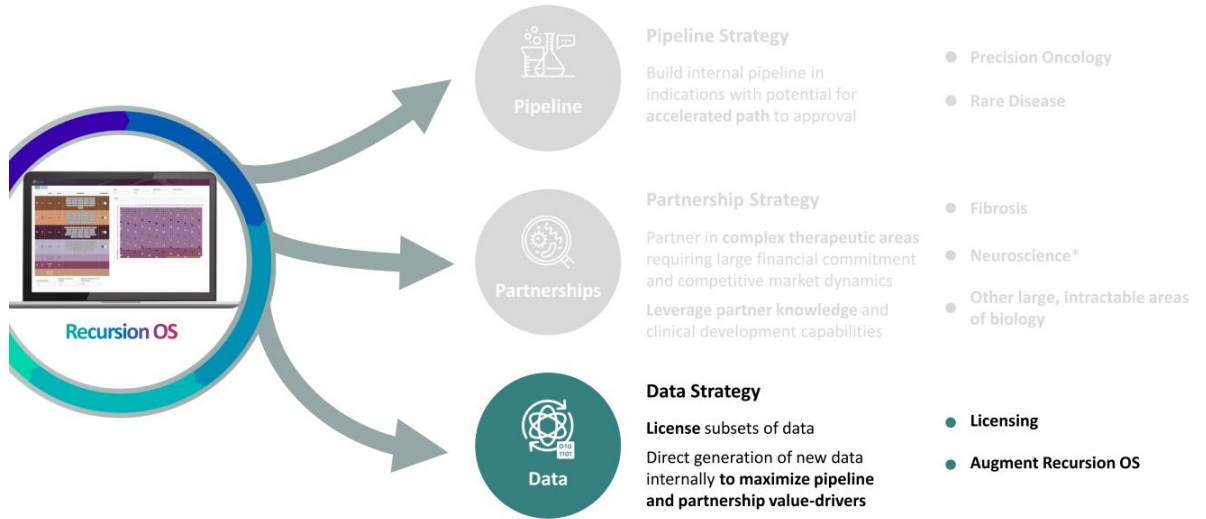 Pipeline Strategy
Build internal pipeline in
indications with potential for
accelerated path to approval
Pipeline
Precision Oncology
Rare Disease
Partnership Strategy
Partner in complex therapeutic areas
requiring large financial commitment
and competitive market dynamics
Leverage partner knowledge and
clinical development capabilities
Partnerships
Fibrosis
Neuroscience*
Other large, intractable areas
of biology
Recursion OS
Data Strategy
License subsets of data
Direct generation of new data
internally to maximize pipeline
and partnership value-drivers
010
1101
Data
Licensing
Augment Recursion OS